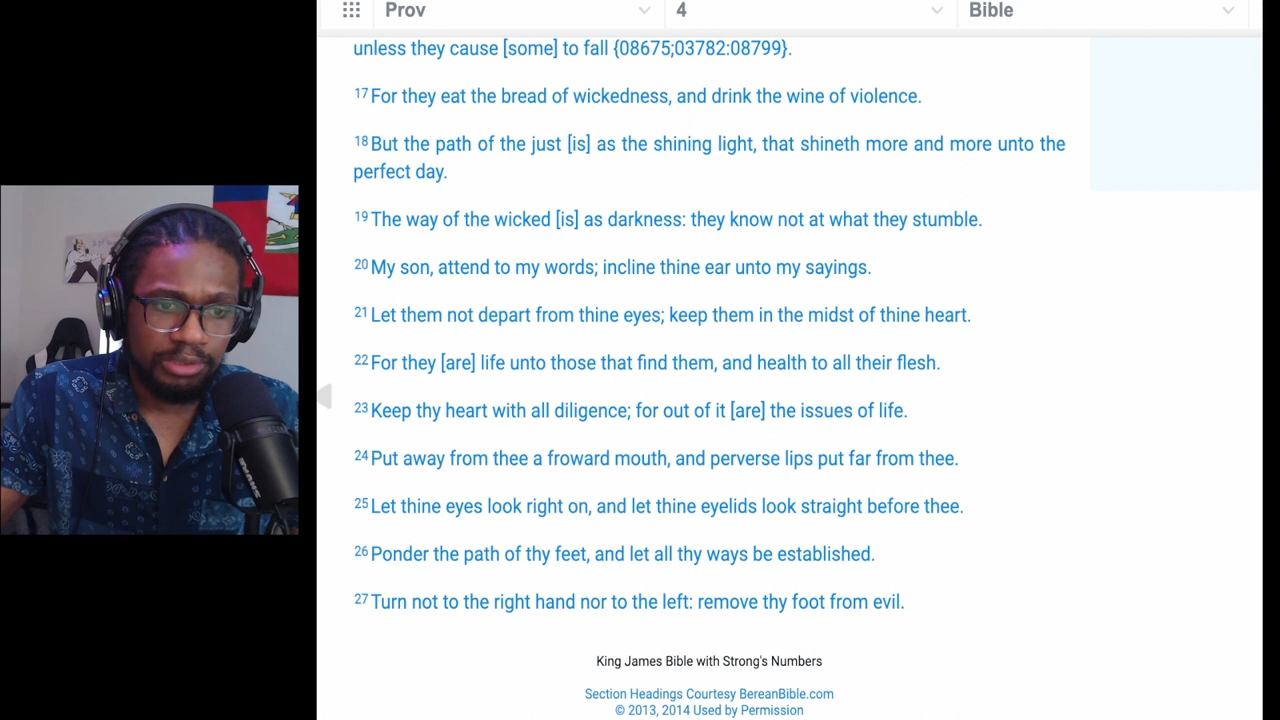 Prov 4 Bible
unless they cause [some] to fall {08675;03782:08799}.
17 For they eat the bread of wickedness, and drink the wine of violence.
18 But the path of the just [is] as the shining light, that shineth more and more unto the
perfect day.
19 The way of the wicked [is] as darkness: they know not at what they stumble.
20 My son, attend to my words; incline thine ear unto my sayings.
21 Let them not depart from thine eyes; keep them in the midst of thine heart.
22 For they [are] life unto those that find them, and health to all their flesh.
23 Keep thy heart with all diligence; for out of it [are] the issues of life.
24 Put away from thee a froward mouth, and perverse lips put far from thee.
25 Let thine eyes look right on, and let thine eyelids look straight before thee.
26 Ponder the path of thy feet, and let all thy ways be established.
27 Turn not to the right hand nor to the left: remove thy foot from evil.
King James Bible with Strong's Numbers
Section Headings Courtesy BereanBible.com
© 2013, 2014 Used by Permission
SHURE